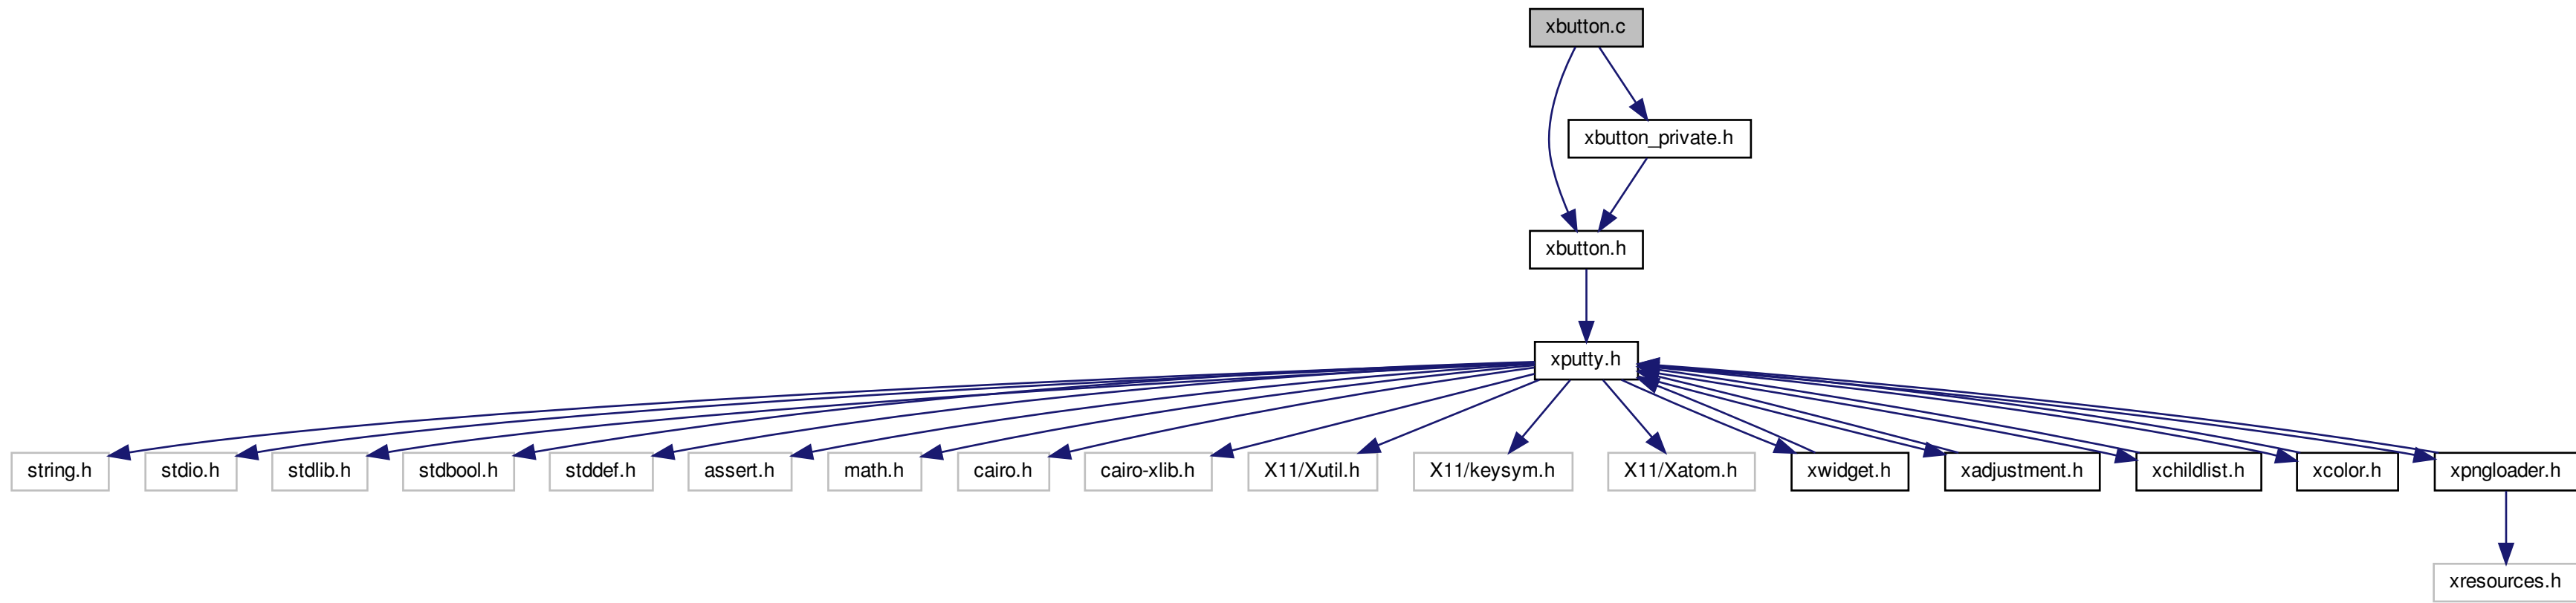 xbutton.c
xbutton_private.h
xbutton.h
xputty.h
string.h
stdio.h
stdlib.h
stdbool.h
stddef.h
assert.h
math.h
cairo.h
cairo-xlib.h
X11/Xutil.h
X11/keysym.h
X11/Xatom.h
xwidget.h
xadjustment.h
xchildlist.h
xcolor.h
xpngloader.h
xresources.h